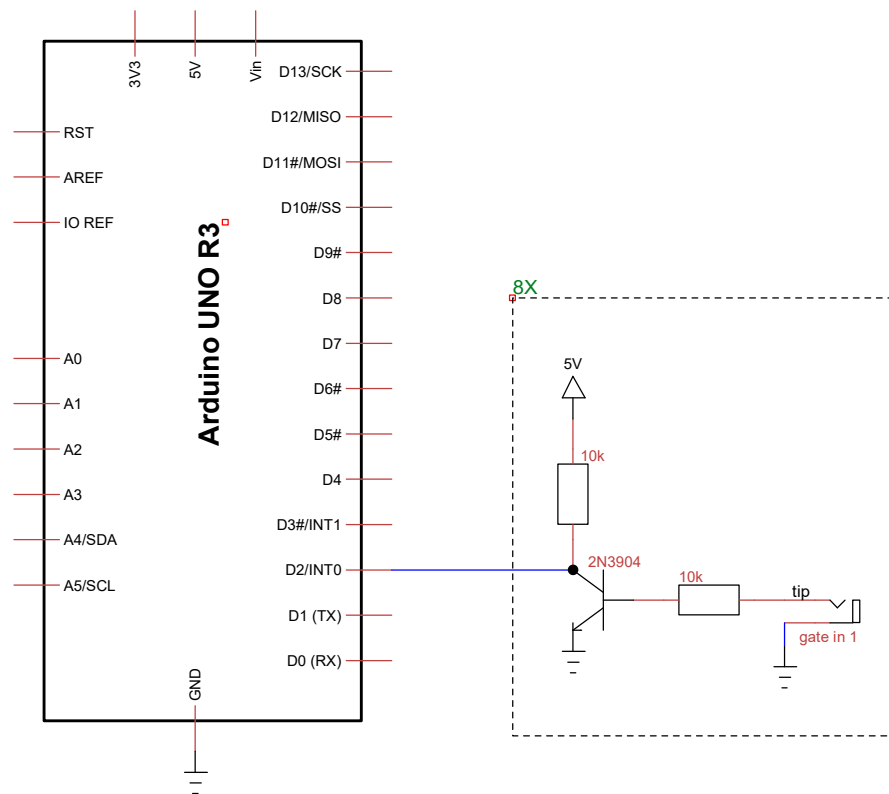 3V3
5V
Vin
D13/SCK
D12/MISO
RST
D11#/MOSI
AREF
D10#/SS
IO REF
Arduino UNO R3
D9#
8X
D8
D7
A0
5V
D6#
A1
D5#
A2
10k
D4
A3
D3#/INT1
A4/SDA
D2/INT0
2N3904
A5/SCL
10k
tip
D1 (TX)
gate in 1
D0 (RX)
GND